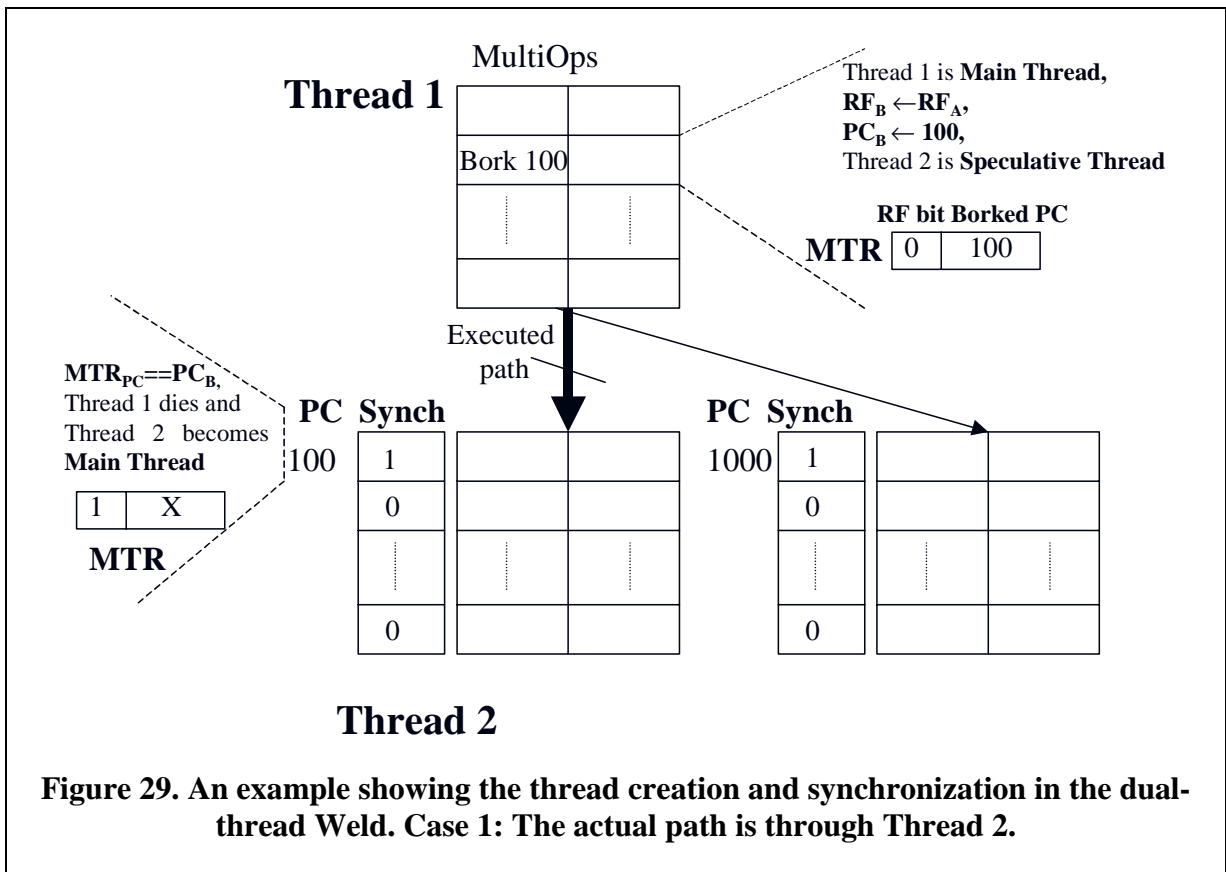 MultiOps
Thread 1
Bork 100
Thread 1 is Main Thread,
RF_B ←RF_A,
PC_B ← 100,
Thread 2 is Speculative Thread
RF bit Borked PC
MTR 0 100
Executed
path
MTR_PC==PC_B,
Thread 1 dies and
Thread 2 becomes
Main Thread
1 X
MTR
PC Synch
100 1
0
0
PC Synch
1000 1
0
0
Thread 2
Figure 29. An example showing the thread creation and synchronization in the dual-
thread Weld. Case 1: The actual path is through Thread 2.